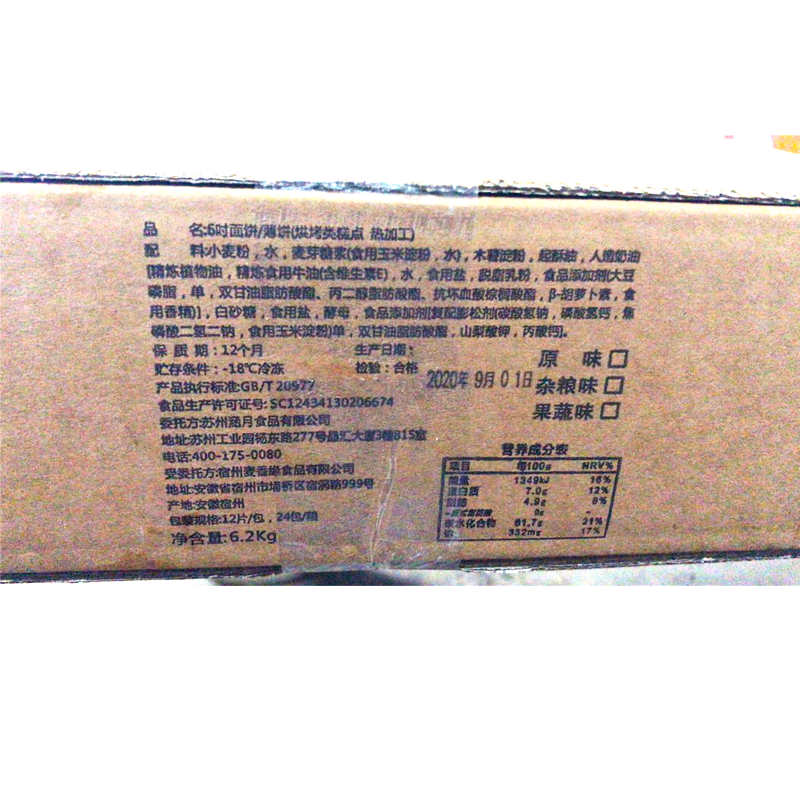 品 名:6吋面饼/薄饼(烘烤类糕点 热加工)
配 料:小麦粉，水，麦芽糖浆(食用玉米淀粉，水)，木糖淀粉，起酥油，人造奶油
[精炼植物油，精炼食用牛油(含维生素E)，水，食用盐，脱脂乳粉，食品添加剂(大豆
磷脂，单，双甘油脂肪酸酯、丙二醇脂肪酸酯、抗坏血酸棕榈酸酯，β-胡萝卜素，食
用香精)]，白砂糖，食用盐，酵母，食品添加剂[复配膨松剂(碳酸氢钠，磷酸氢钙，焦
磷酸二氢二钠，食用玉米淀粉)单，双甘油脂肪酸酯，山梨酸钾，丙酸钙]。
保 质 期：12个月 生产日期：
贮存条件：-18℃冷冻 检验：合格
2020年 9月 01日
产品执行标准:GB/T 20977
食品生产许可证号:SC12434130206674
委托方:苏州涵月食品有限公司
地址:苏州工业园杨东路277号晶汇大厦3幢815室
电话:400-175-0080
受委托方:宿州麦香缘食品有限公司
地址:安徽省宿州市埇桥区宿泗路999号
产地:安徽宿州
包装规格:12片/包，24包/箱
净含量:6.2Kg
原 味
杂粮味
果蔬味
营养成分表
项目 每100g NRV%
能量 1349kJ 16%
蛋白质 7.0g 12%
脂肪 4.9g 8%
0g -
碳水化合物 61.7g 21%
钠 332mg 17%